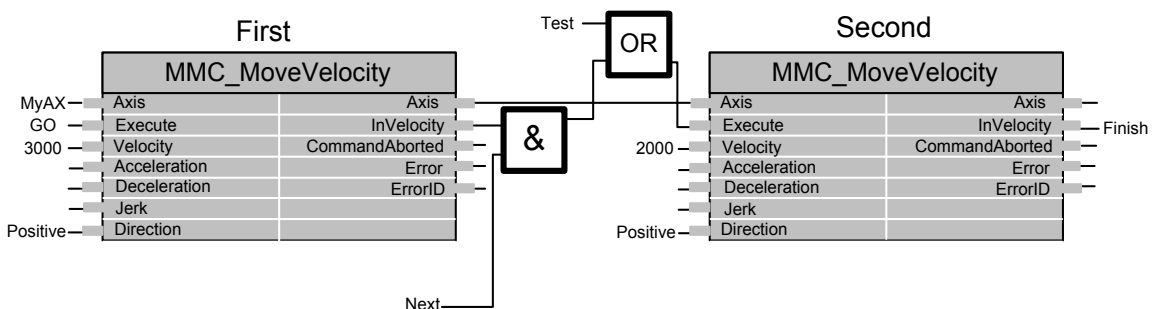 Test
First
OR
Second
MMC_MoveVelocity
MMC_MoveVelocity
MyAX Axis Axis Axis Axis
GO Execute InVelocity & Execute InVelocity Finish
3000 Velocity CommandAborted 2000 Velocity CommandAborted
Acceleration Error Acceleration Error
Deceleration ErrorID Deceleration ErrorID
Jerk Jerk
Positive Direction Positive Direction
Next